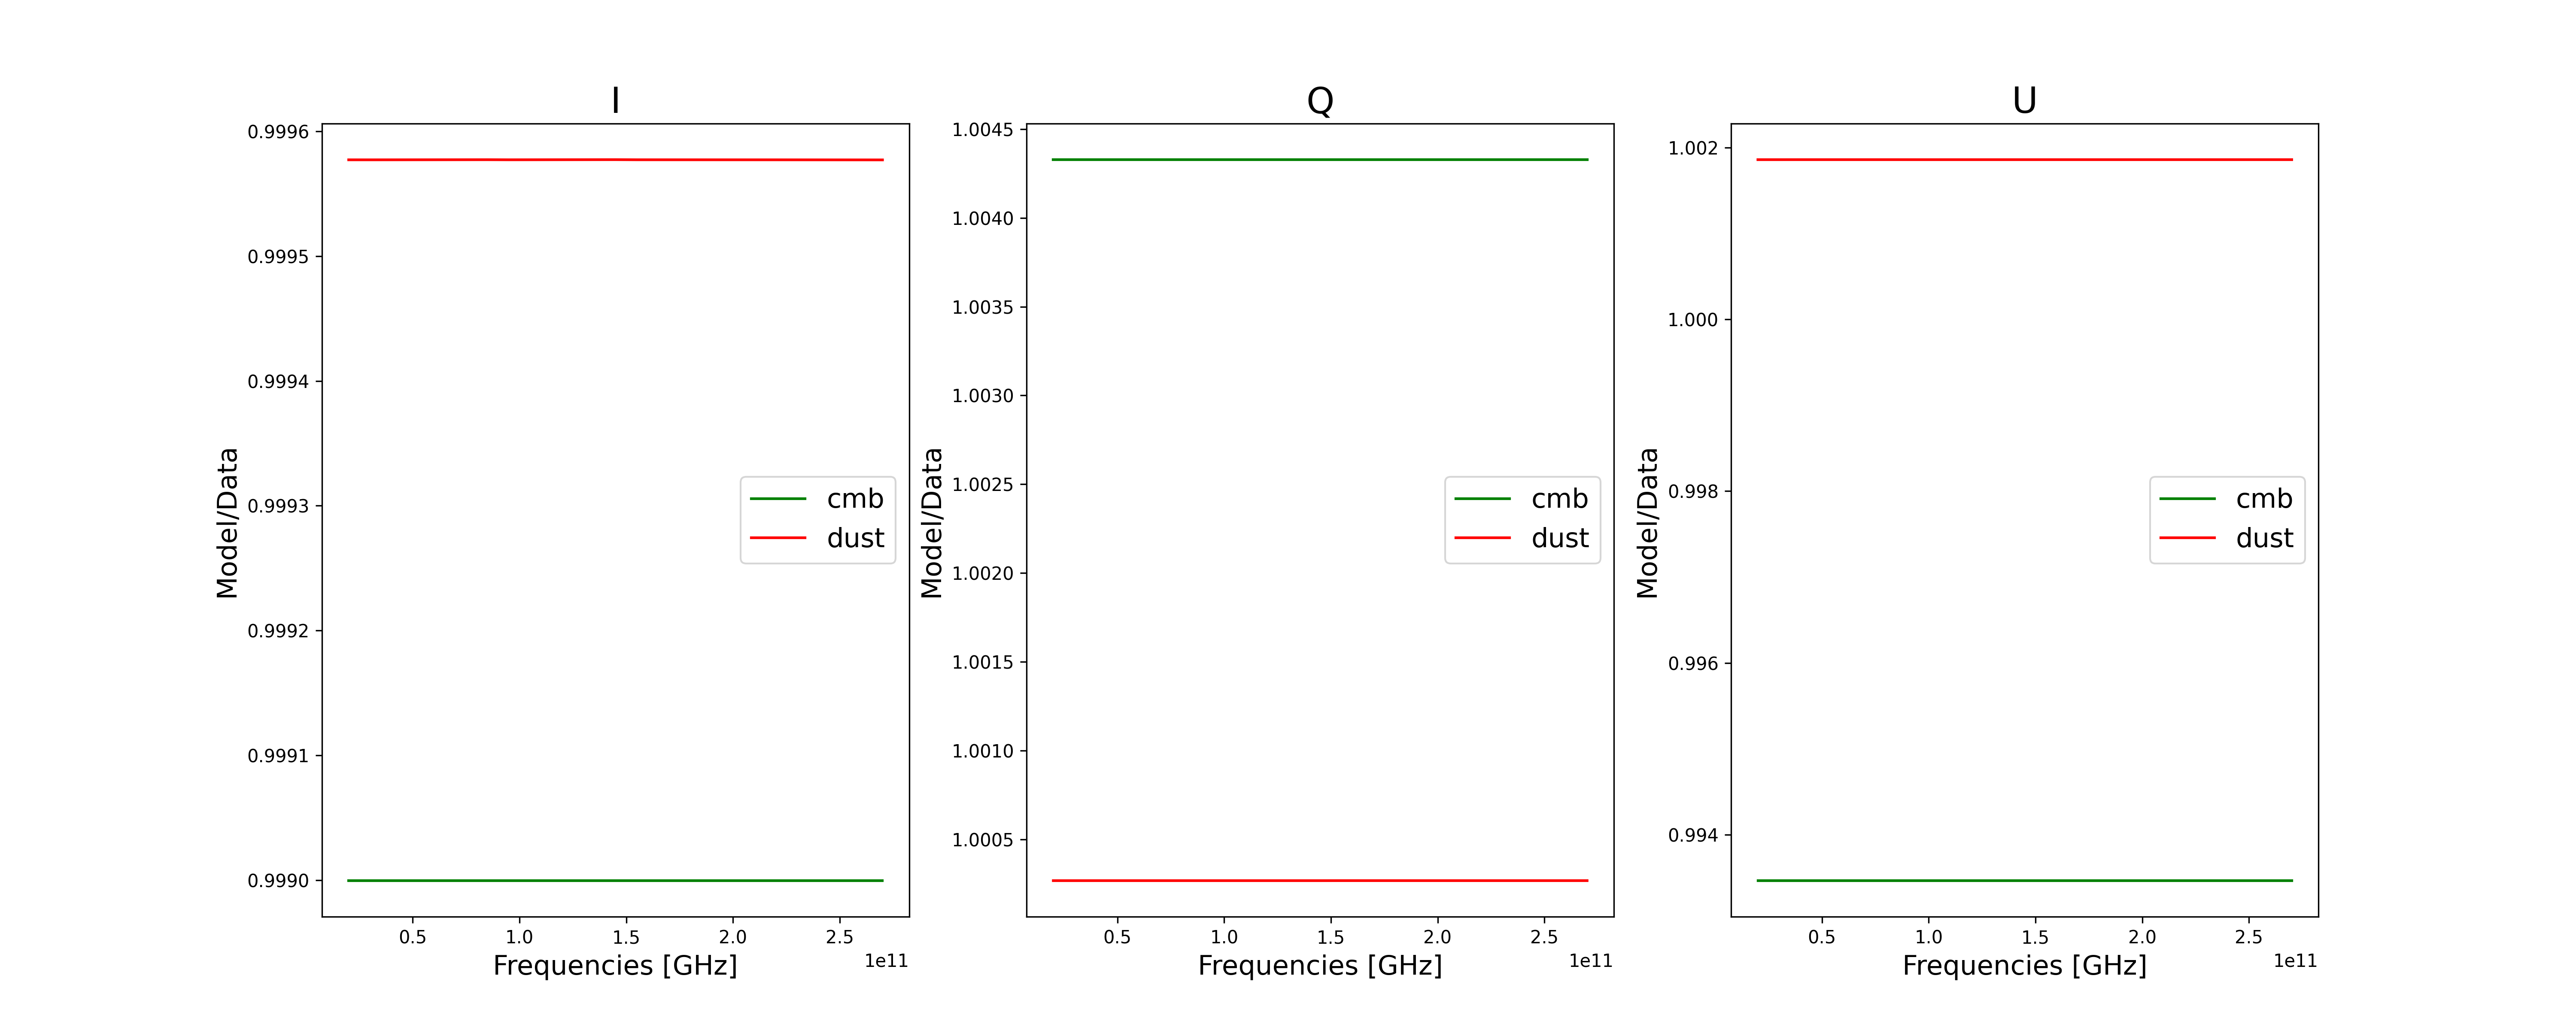 I
0.9996
0.9995
0.9994
0.9993
0.9992
0.9991
0.9990
Model/Data
cmb
dust
0.5 1.0 1.5 2.0 2.5
Frequencies [GHz]
1e11
Q
1.0045
1.0040
1.0035
1.0030
1.0025
1.0020
1.0015
1.0010
1.0005
Model/Data
cmb
dust
0.5 1.0 1.5 2.0 2.5
Frequencies [GHz]
1e11
U
1.002
1.000
0.998
0.996
0.994
Model/Data
cmb
dust
0.5 1.0 1.5 2.0 2.5
Frequencies [GHz]
1e11